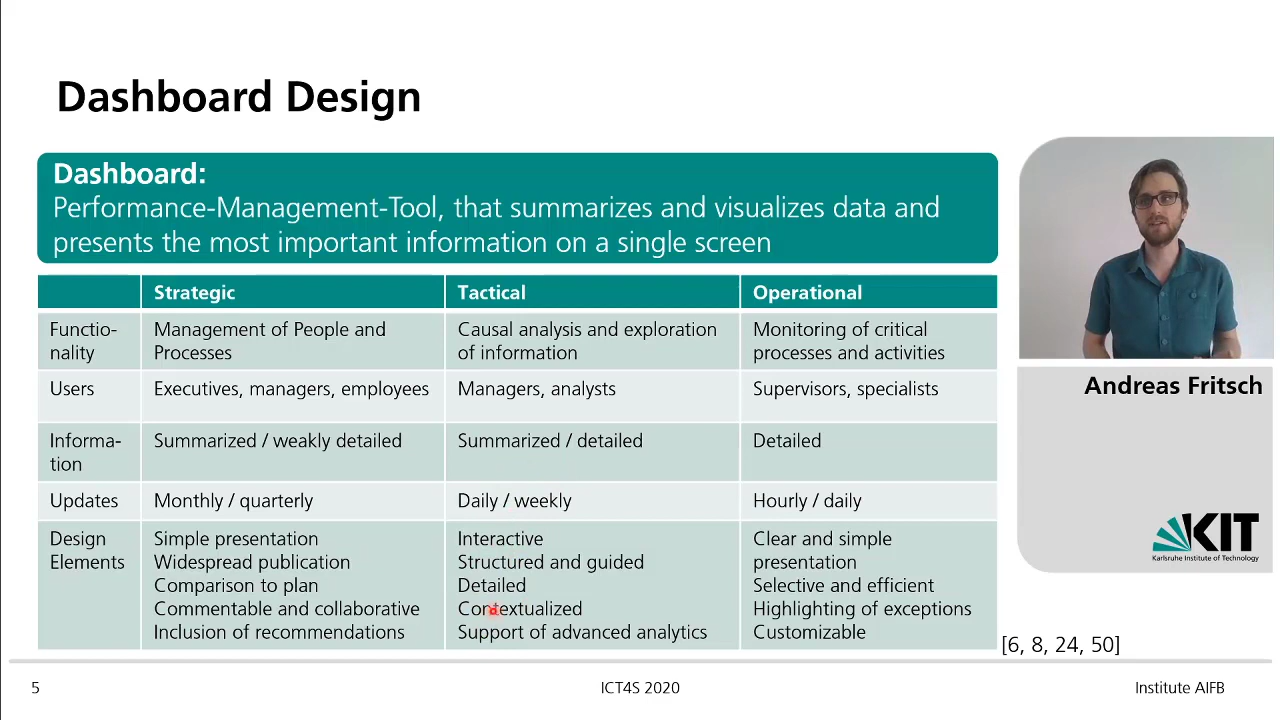 Dashboard Design
Dashboard:
Performance-Management-Tool, that summarizes and visualizes data and
presents the most important information on a single screen
Strategic Tactical Operational
Functio-
nality
Management of People and
Processes
Causal analysis and exploration
of information
Monitoring of critical
processes and activities
Users
Executives, managers, employees
Managers, analysts
Supervisors, specialists
Informa-
tion
Summarized / weakly detailed
Summarized / detailed
Detailed
Updates
Monthly / quarterly
Daily / weekly
Hourly / daily
Design
Elements
Simple presentation
Widespread publication
Comparison to plan
Commentable and collaborative
Inclusion of recommendations
Interactive
Structured and guided
Detailed
Contextualized
Support of advanced analytics
Clear and simple
presentation
Selective and efficient
Highlighting of exceptions
Customizable
[6, 8, 24, 50]
Andreas Fritsch
KIT
Karlsruhe Institute of Technology
5
ICT4S 2020
Institute AIFB